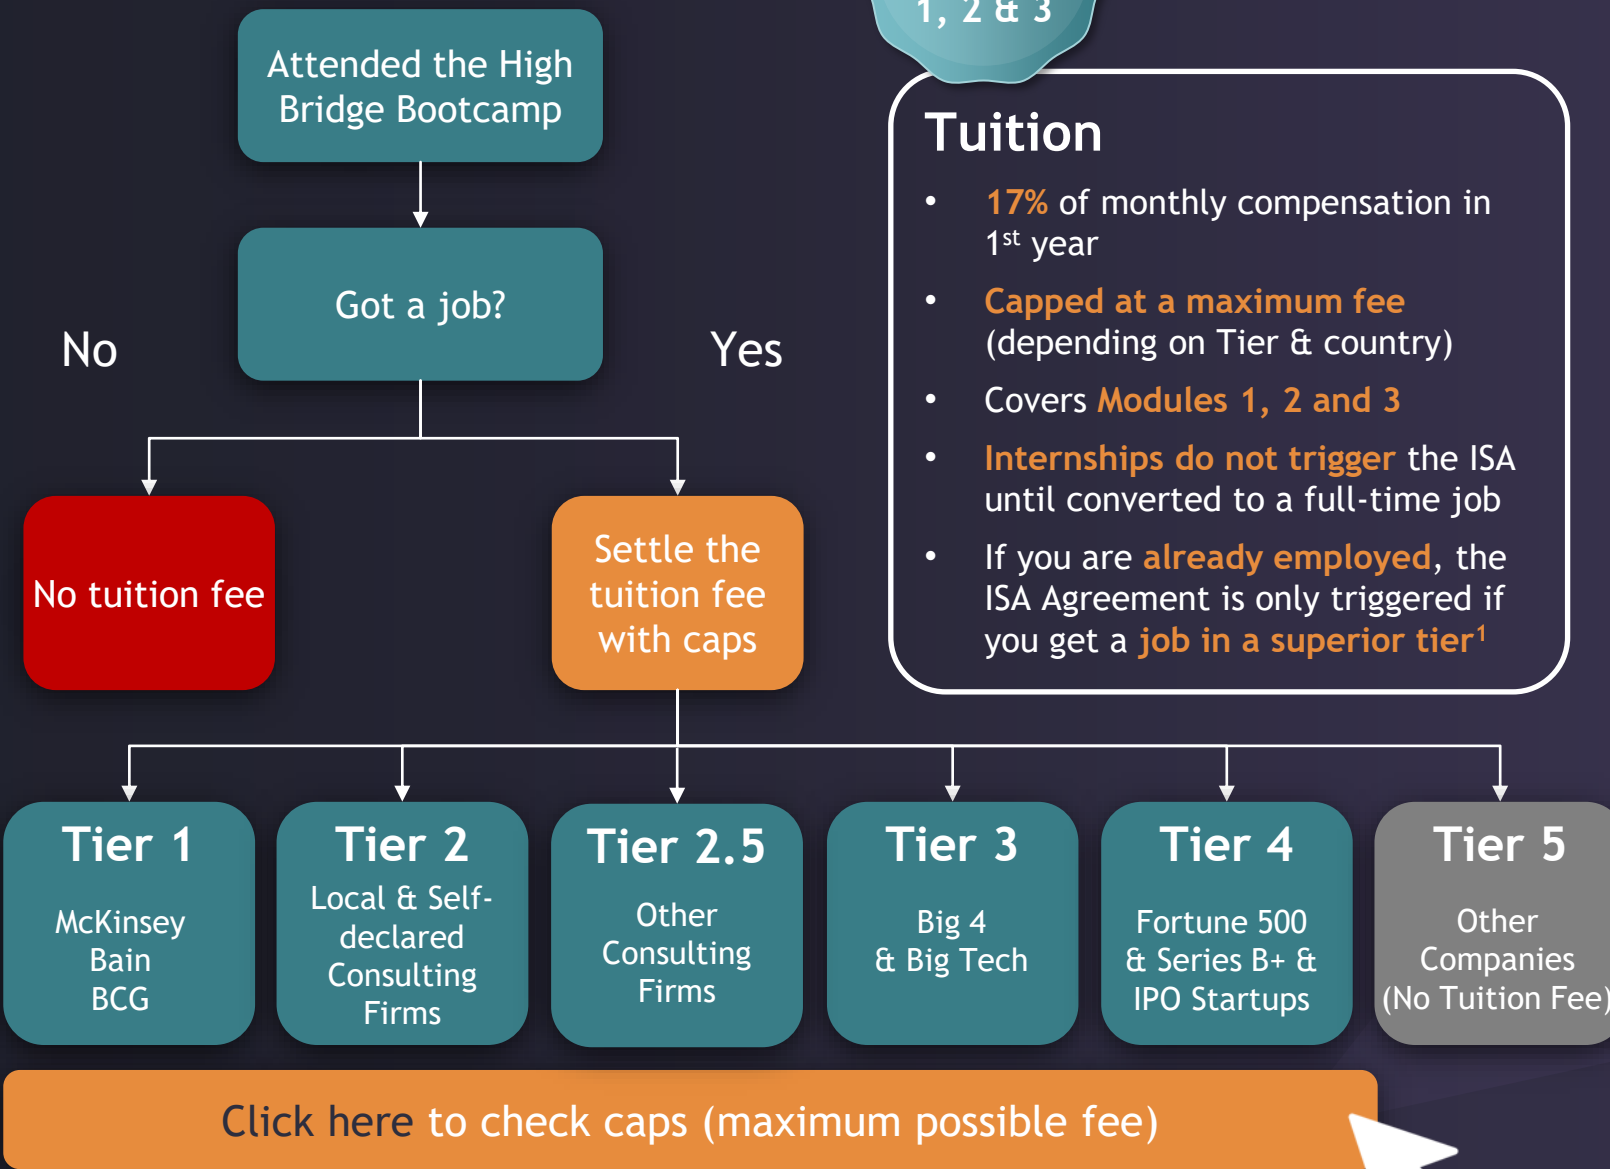 1, 2 & 3
Attended the High
Bridge Bootcamp
Got a job?
No
Yes
No tuition fee
Settle the
tuition fee
with caps
Tuition
• 17% of monthly compensation in
1st year
• Capped at a maximum fee
(depending on Tier & country)
• Covers Modules 1, 2 and 3
• Internships do not trigger the ISA
until converted to a full-time job
• If you are already employed, the
ISA Agreement is only triggered if
you get a job in a superior tier¹
Tier 1
McKinsey
Bain
BCG
Tier 2
Local & Self-
declared
Consulting
Firms
Tier 2.5
Other
Consulting
Firms
Tier 3
Big 4
& Big Tech
Tier 4
Fortune 500
& Series B+ &
IPO Startups
Tier 5
Other
Companies
(No Tuition Fee)
Click here to check caps (maximum possible fee)